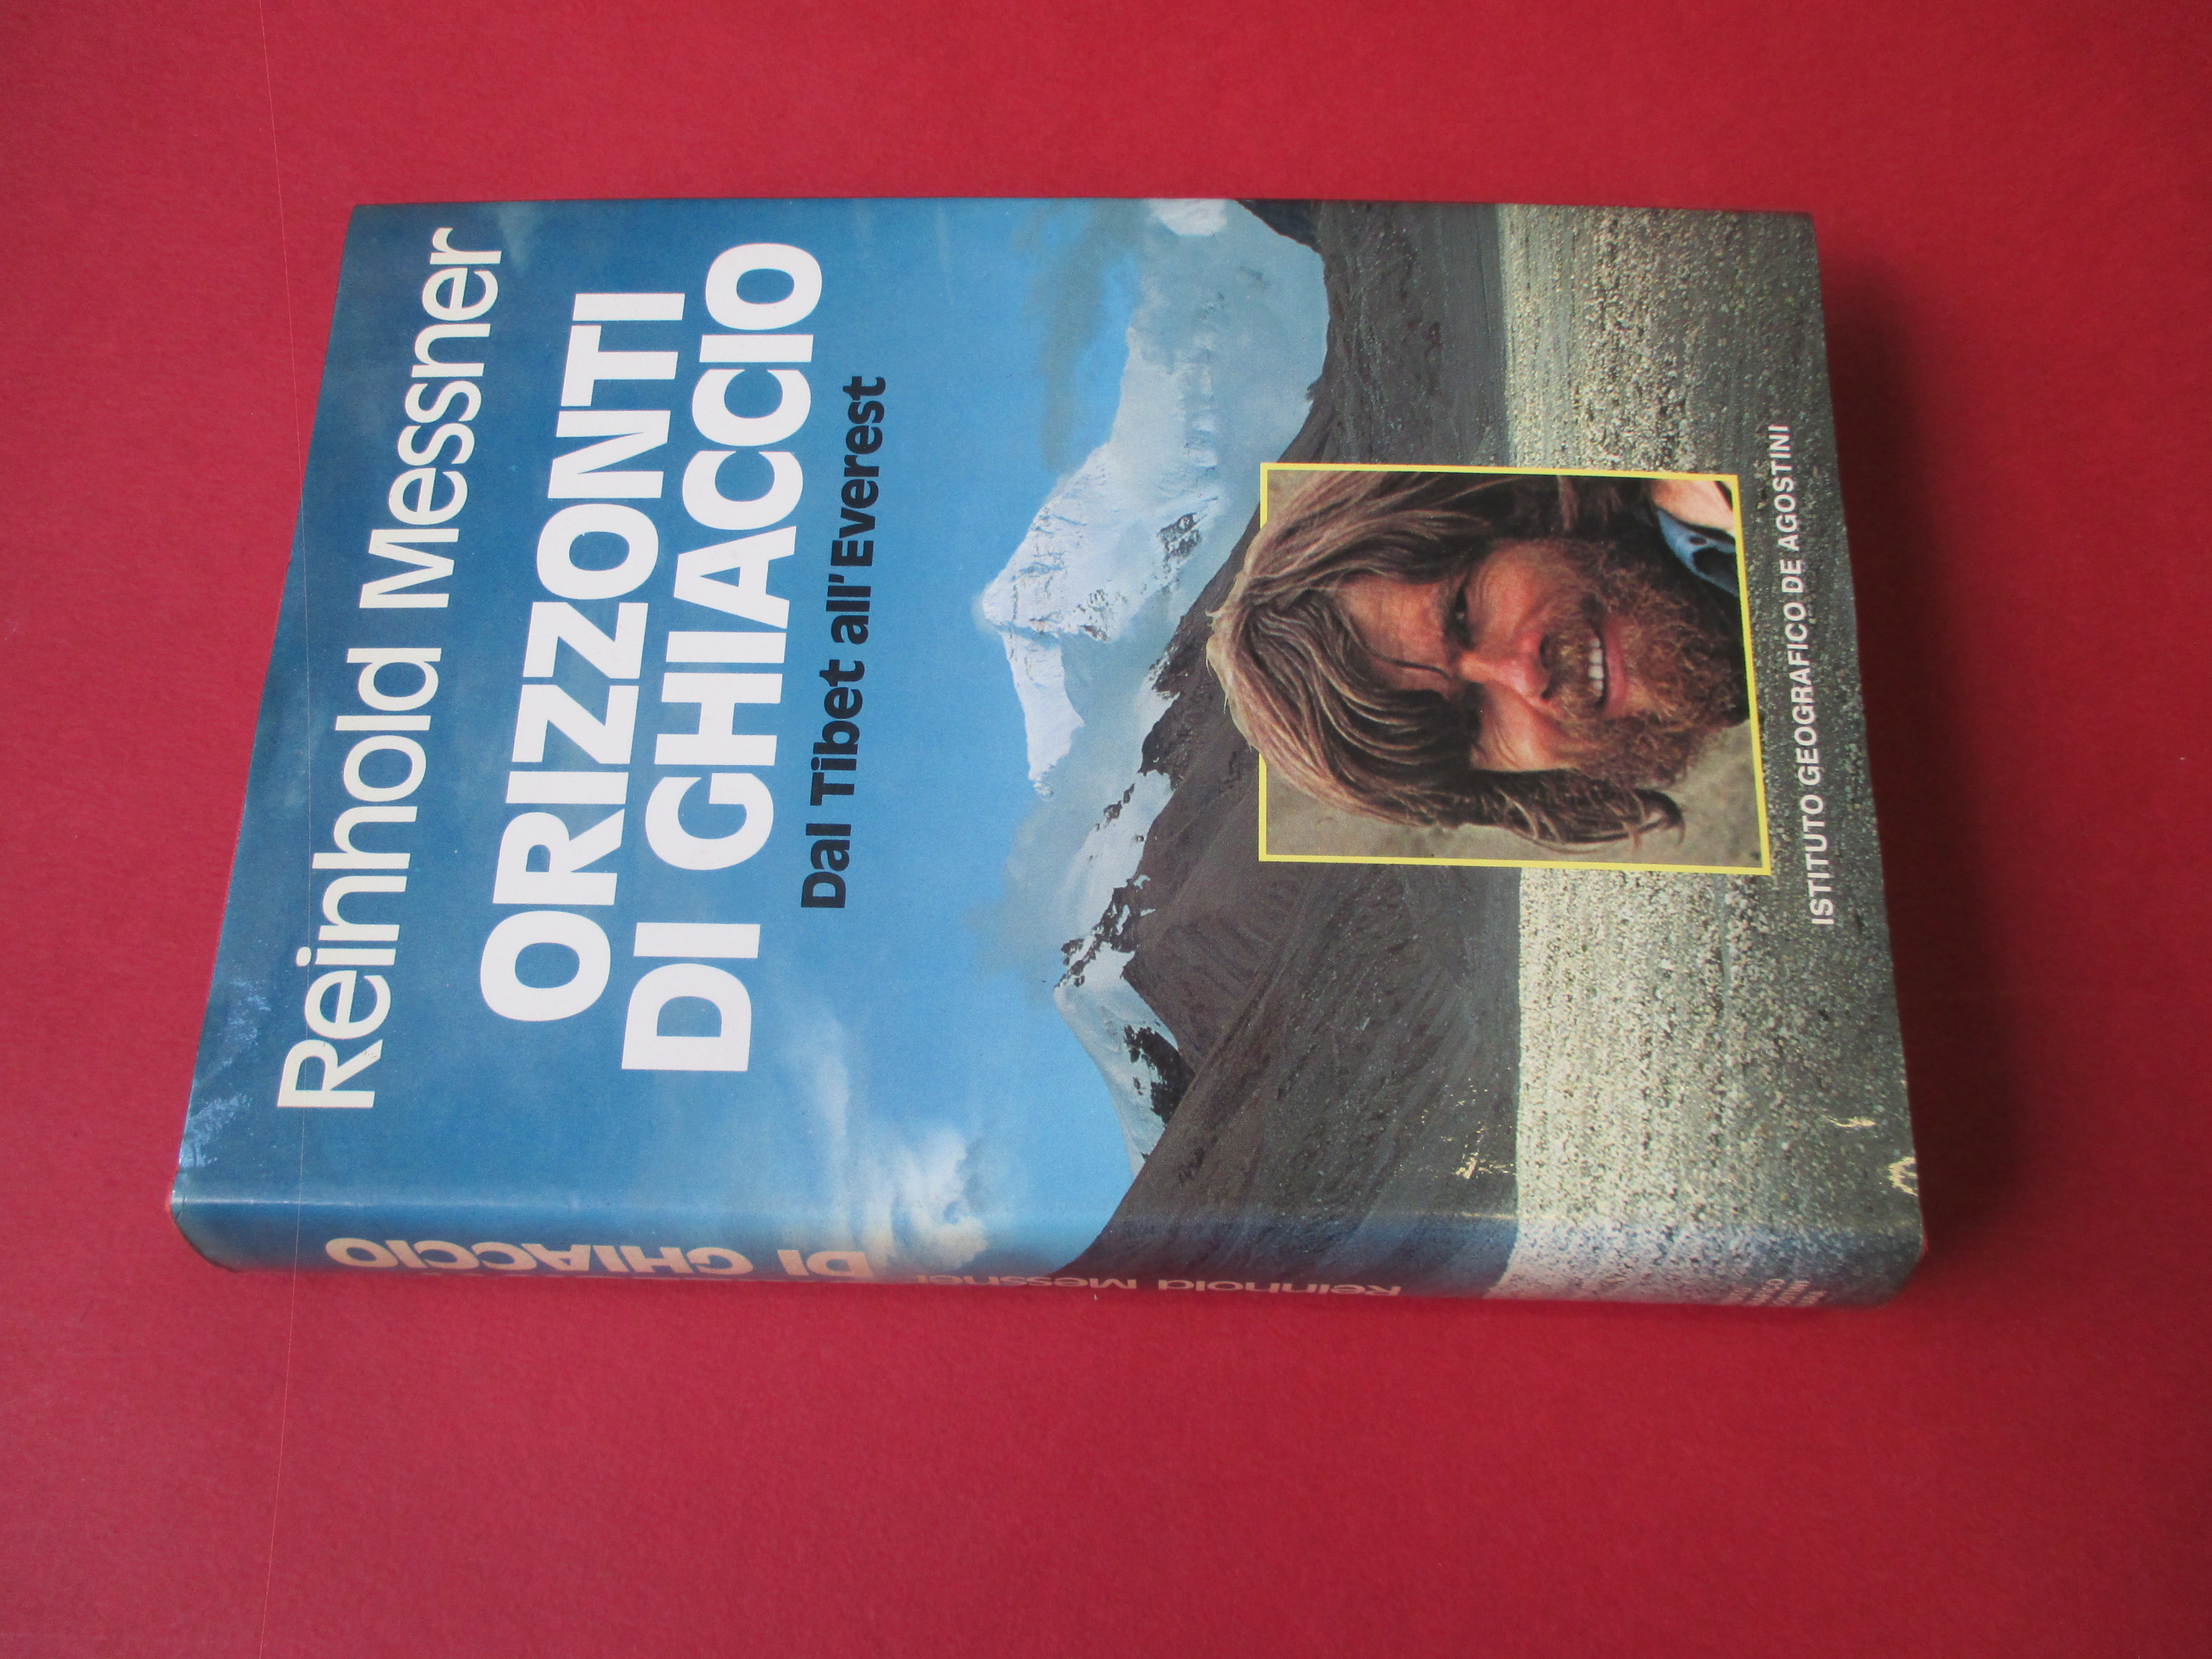 Reinhold Messner
ORIZZONTI
DI GHIACCIO
Dal Tibet all'Everest
ISTITUTO GEOGRAFICO DE AGOSTINI
DI GHIACCIO
Reinhold Messner